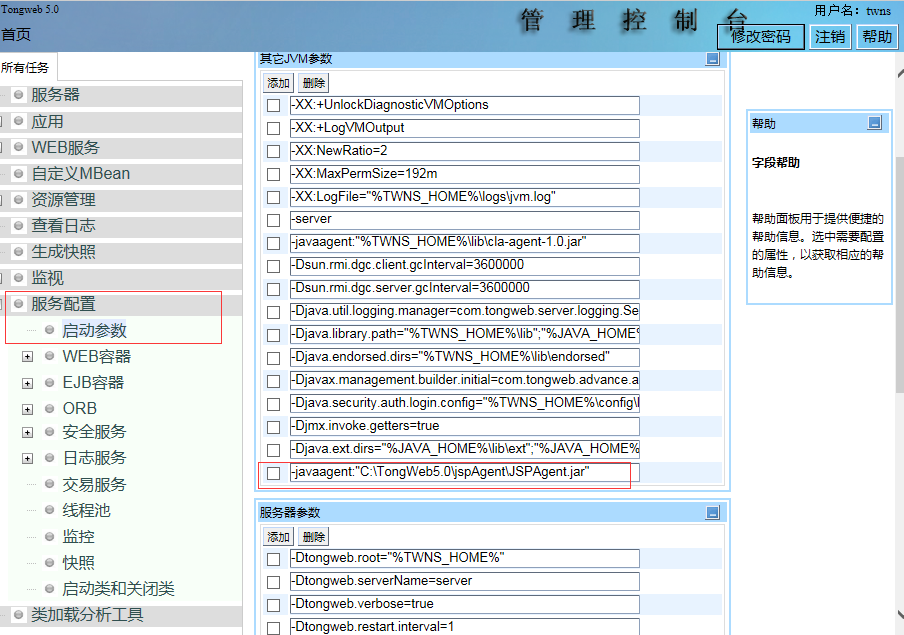 Tongweb 5.0
管 理 控 制 台
用户名：twns
首页
修改密码
注销
帮助
所有任务
服务器
应用
WEB服务
自定义MBean
资源管理
查看日志
生成快照
监视
服务配置
启动参数
WEB容器
EJB容器
ORB
安全服务
日志服务
交易服务
线程池
监控
快照
启动类和关闭类
类加载分析工具
其它JVM参数
添加 删除
-XX:+UnlockDiagnosticVMOptions
-XX:+LogVMOutput
-XX:NewRatio=2
-XX:MaxPermSize=192m
-XX:LogFile="%TWNS_HOME%\logs\jvm.log"
-server
-javaagent:"%TWNS_HOME%\lib\cla-agent-1.0.jar"
-Dsun.rmi.dgc.client.gcInterval=3600000
-Dsun.rmi.dgc.server.gcInterval=3600000
-Djava.util.logging.manager=com.tongweb.server.logging.Se
-Djava.library.path="%TWNS_HOME%\lib";"%JAVA_HOME%
-Djava.endorsed.dirs="%TWNS_HOME%\lib\endorsed"
-Djavax.management.builder.initial=com.tongweb.advance.a
-Djava.security.auth.login.config="%TWNS_HOME%\config\l
-Djmx.invoke.getters=true
-Djava.ext.dirs="%JAVA_HOME%\lib\ext";"%JAVA_HOME%
-javaagent:"C:\TongWeb5.0\jspAgent\JSPAgent.jar"
服务器参数
添加 删除
-Dtongweb.root="%TWNS_HOME%"
-Dtongweb.serverName=server
-Dtongweb.verbose=true
-Dtongweb.restart.interval=1
帮助
字段帮助
帮助面板用于提供便捷的
帮助信息。选中需要配置
的属性，以获取相应的帮
助信息。